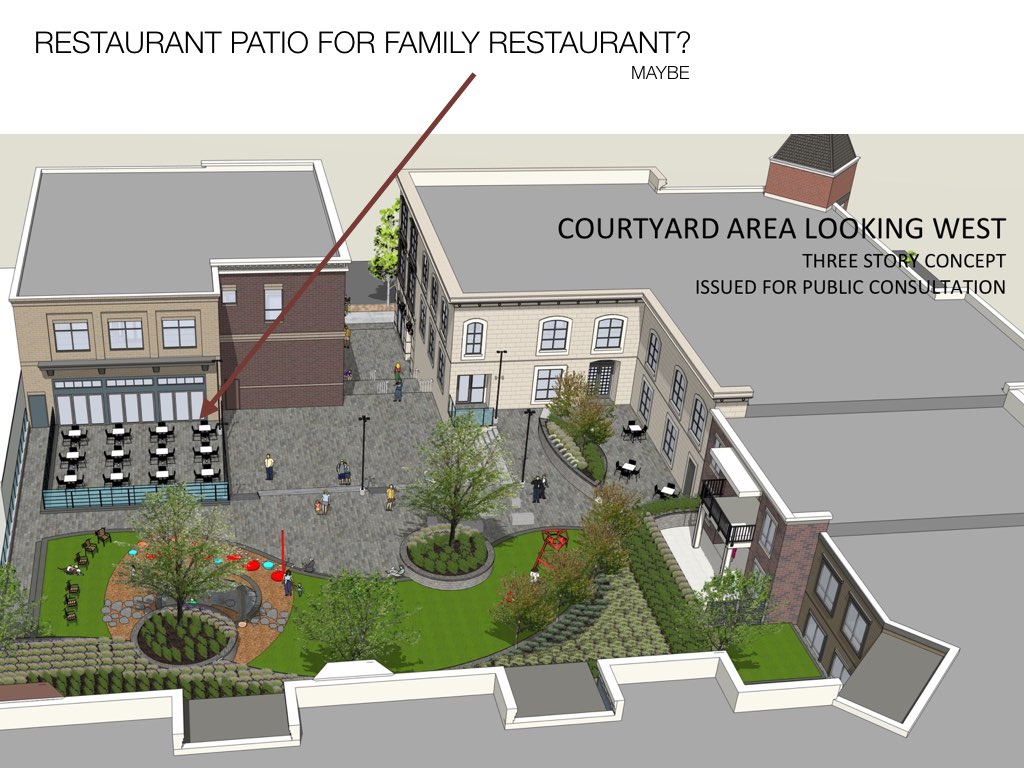 RESTAURANT PATIO FOR FAMILY RESTAURANT?
MAYBE
COURTYARD AREA LOOKING WEST
THREE STORY CONCEPT
ISSUED FOR PUBLIC CONSULTATION